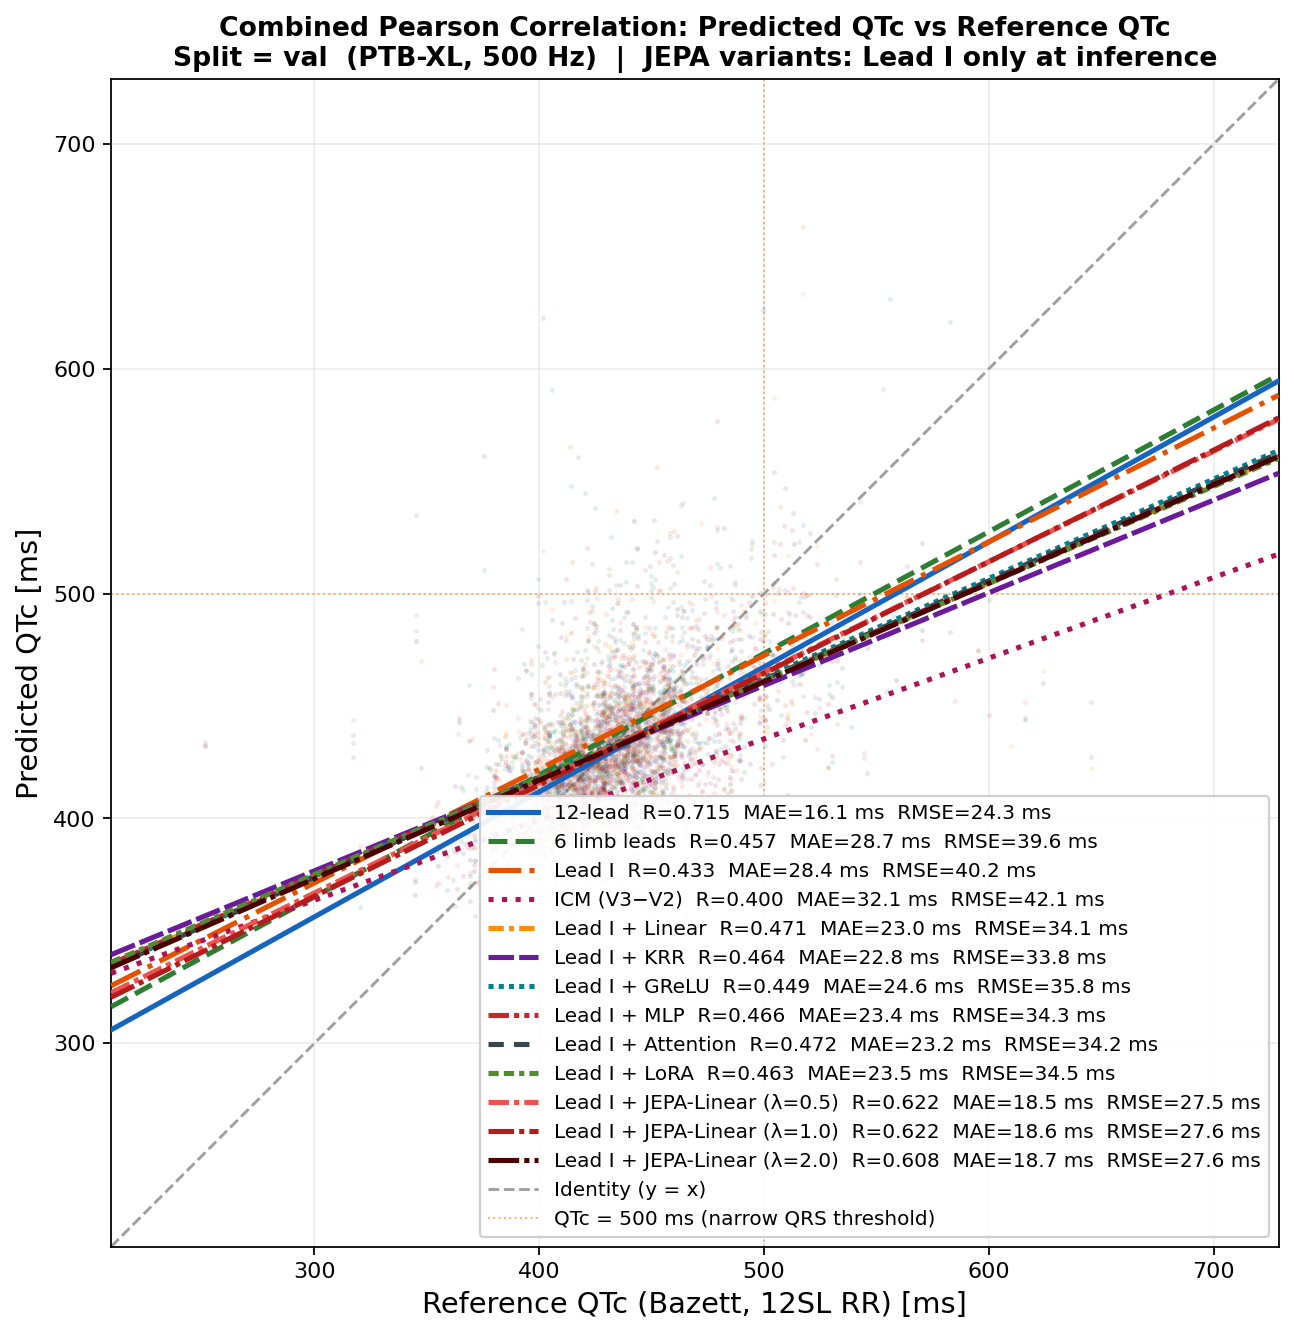 Combined Pearson Correlation: Predicted QTc vs Reference QTc
Split = val  (PTB-XL, 500 Hz)  |  JEPA variants: Lead I only at inference
Predicted QTc [ms]
700
600
500
400
300
12-lead  R=0.715  MAE=16.1 ms  RMSE=24.3 ms
6 limb leads  R=0.457  MAE=28.7 ms  RMSE=39.6 ms
Lead I  R=0.433  MAE=28.4 ms  RMSE=40.2 ms
ICM (V3−V2)  R=0.400  MAE=32.1 ms  RMSE=42.1 ms
Lead I + Linear  R=0.471  MAE=23.0 ms  RMSE=34.1 ms
Lead I + KRR  R=0.464  MAE=22.8 ms  RMSE=33.8 ms
Lead I + GReLU  R=0.449  MAE=24.6 ms  RMSE=35.8 ms
Lead I + MLP  R=0.466  MAE=23.4 ms  RMSE=34.3 ms
Lead I + Attention  R=0.472  MAE=23.2 ms  RMSE=34.2 ms
Lead I + LoRA  R=0.463  MAE=23.5 ms  RMSE=34.5 ms
Lead I + JEPA-Linear (λ=0.5)  R=0.622  MAE=18.5 ms  RMSE=27.5 ms
Lead I + JEPA-Linear (λ=1.0)  R=0.622  MAE=18.6 ms  RMSE=27.6 ms
Lead I + JEPA-Linear (λ=2.0)  R=0.608  MAE=18.7 ms  RMSE=27.6 ms
Identity (y = x)
QTc = 500 ms (narrow QRS threshold)
300
400
500
600
700
Reference QTc (Bazett, 12SL RR) [ms]